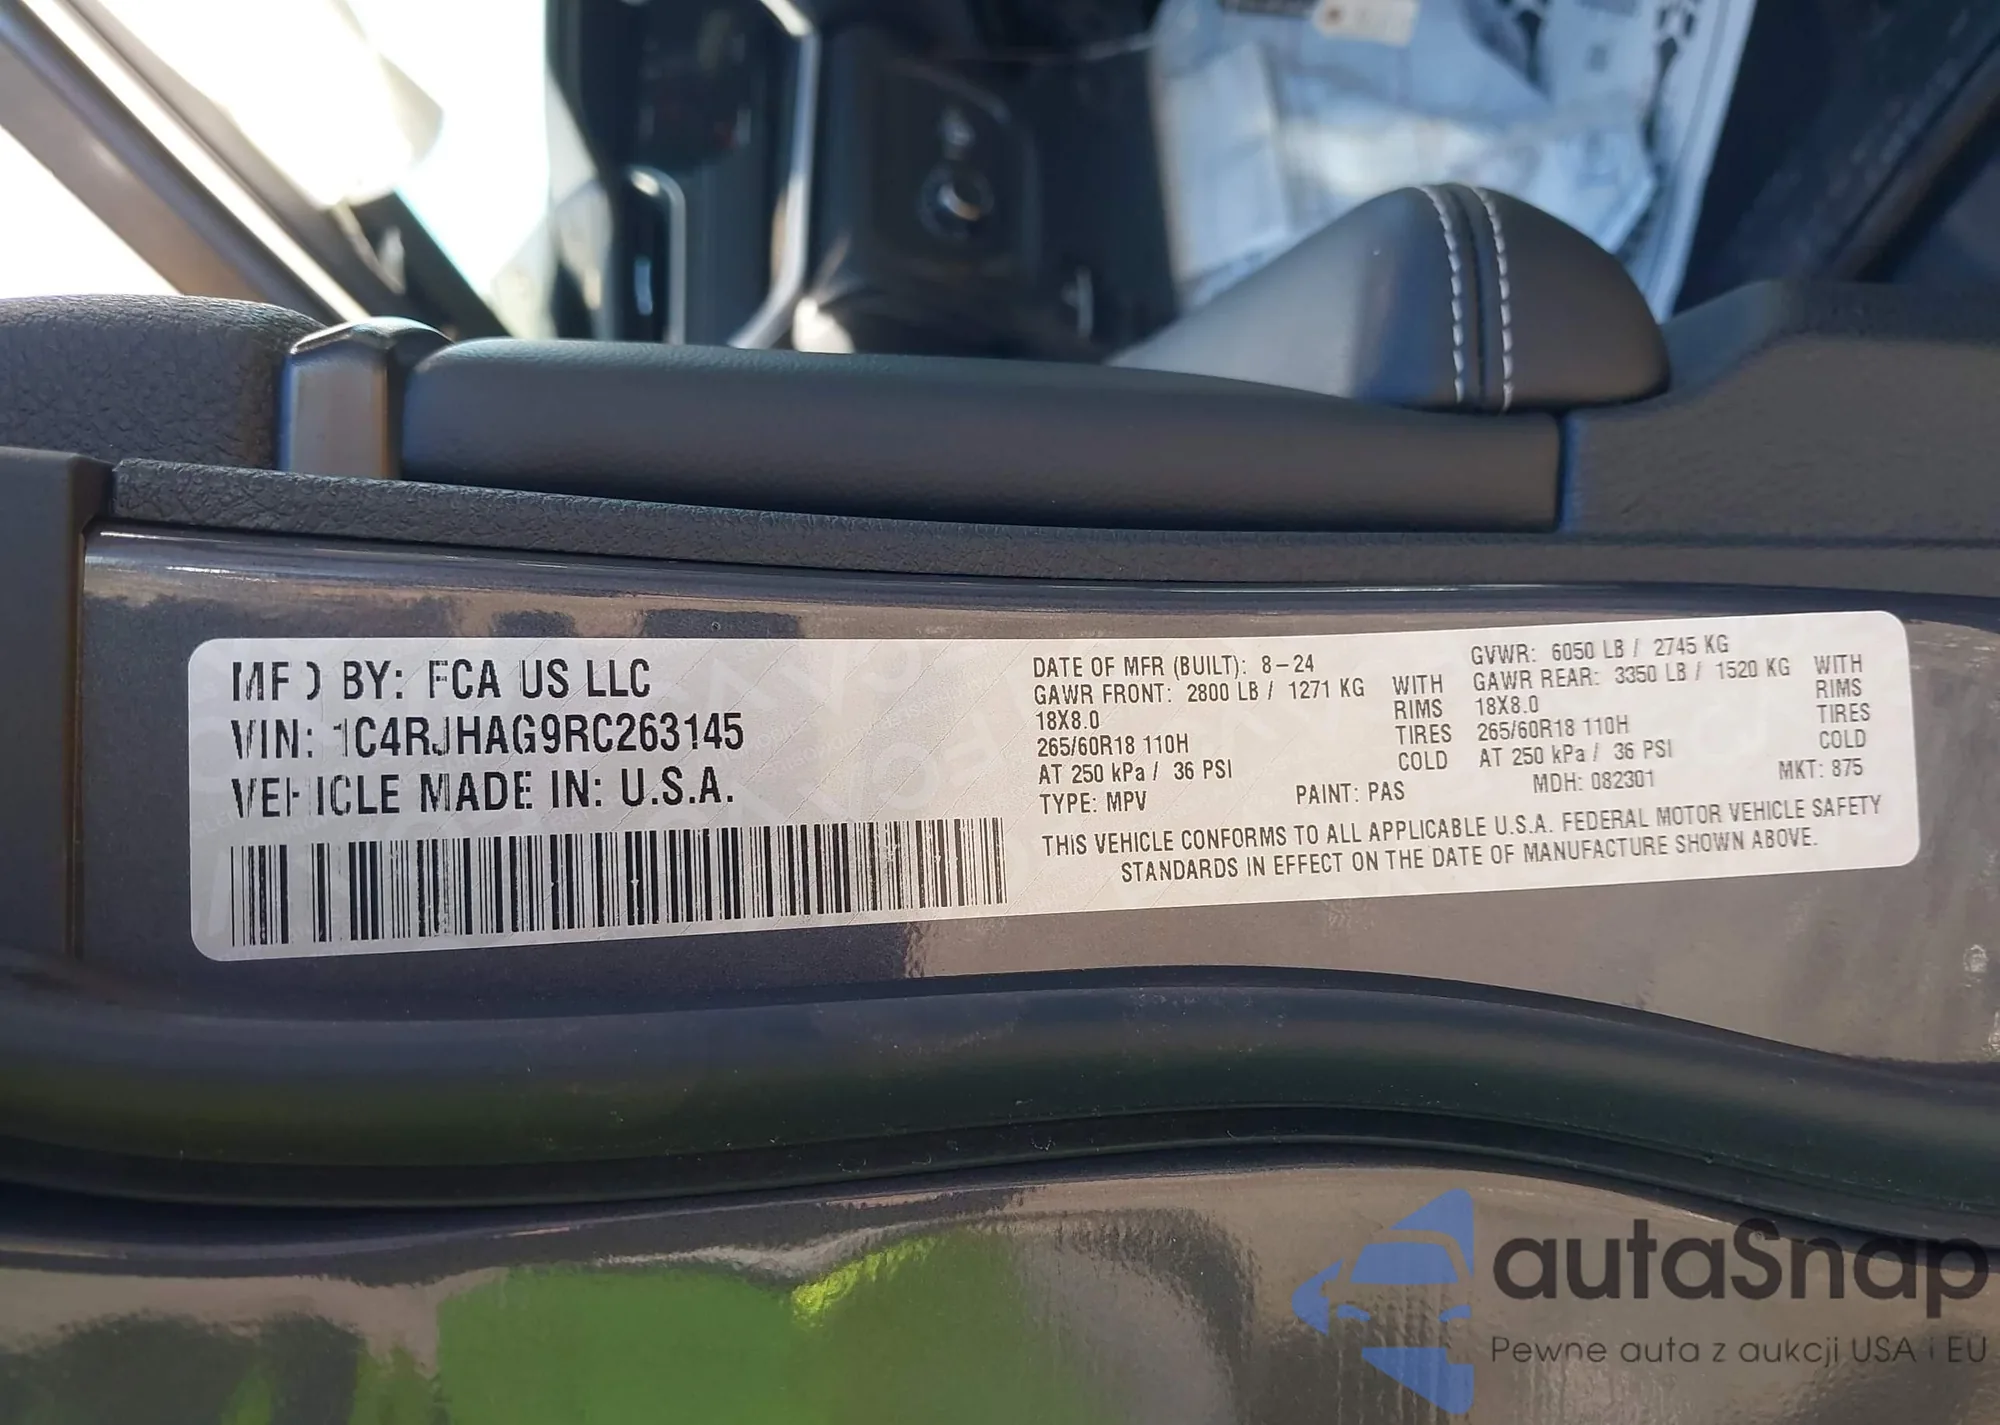 MFD BY: FCA US LLC
VIN: 1C4RJHAG9RC263145
VEHICLE MADE IN: U.S.A.
DATE OF MFR (BUILT): 8-24
GAWR FRONT: 2800 LB / 1271 KG WITH
18X8.0 RIMS
265/60R18 110H TIRES
AT 250 kPa / 36 PSI COLD
TYPE: MPV PAINT: PAS
GVWR: 6050 LB / 2745 KG
GAWR REAR: 3350 LB / 1520 KG WITH
18X8.0 RIMS
265/60R18 110H TIRES
AT 250 kPa / 36 PSI COLD
MDH: 082301 MKT: 875
THIS VEHICLE CONFORMS TO ALL APPLICABLE U.S.A. FEDERAL MOTOR VEHICLE SAFETY
STANDARDS IN EFFECT ON THE DATE OF MANUFACTURE SHOWN ABOVE.
autaSnap
Pewne auta z aukcji USA i EU